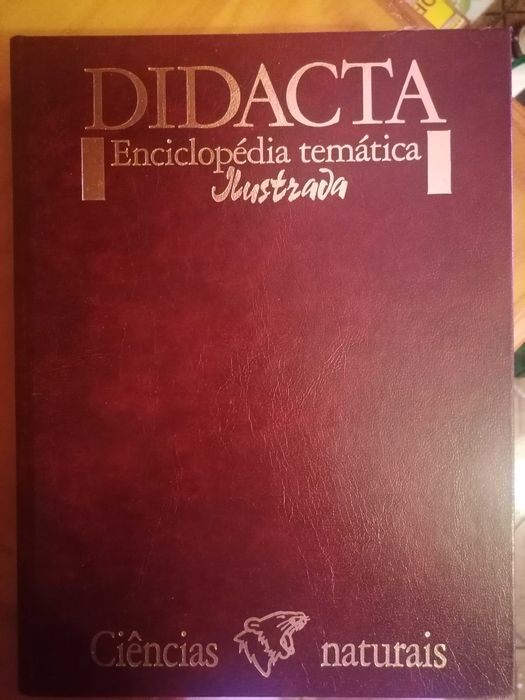 DIDACTA
Enciclopédia temática
Ilustrada
Ciências naturais